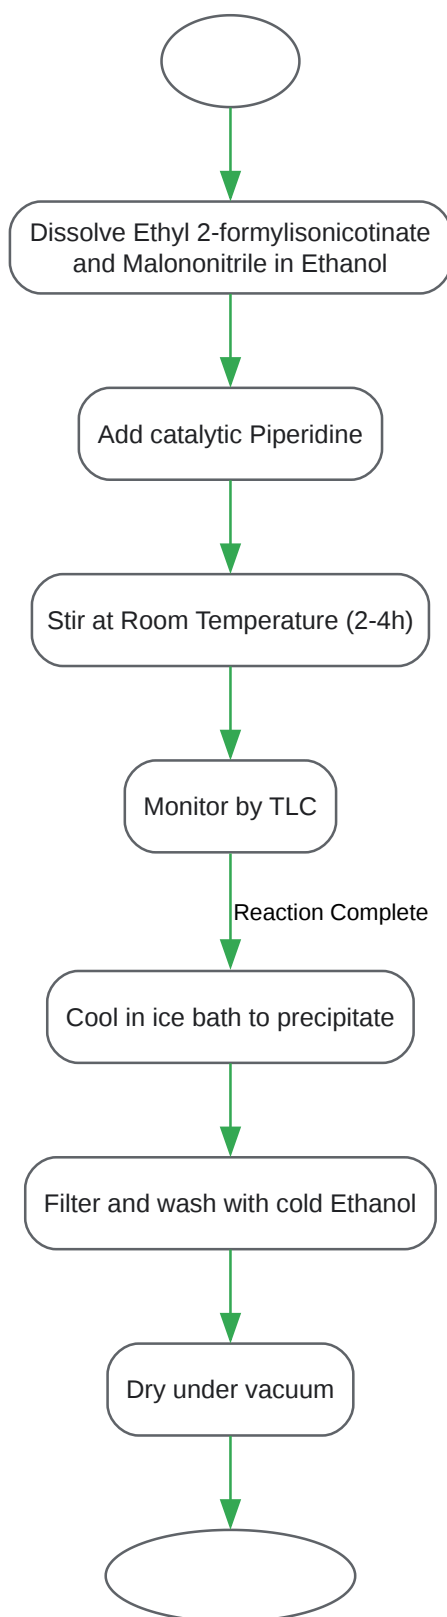 Dissolve Ethyl 2-formylisonicotinate
and Malononitrile in Ethanol
Add catalytic Piperidine
Stir at Room Temperature (2-4h)
Monitor by TLC
Reaction Complete
Cool in ice bath to precipitate
Filter and wash with cold Ethanol
Dry under vacuum